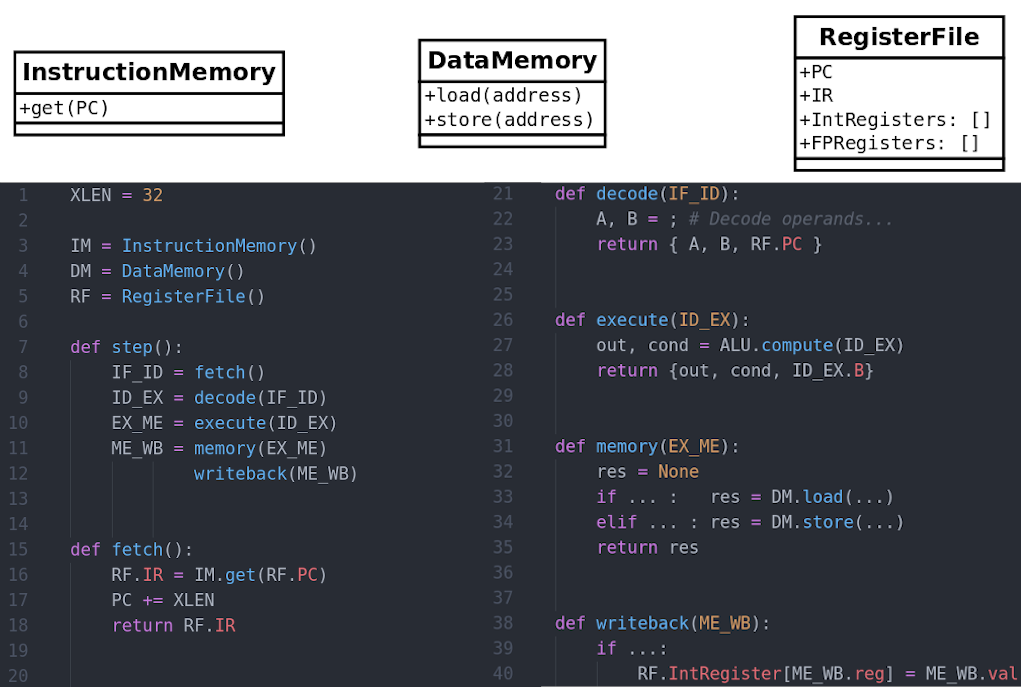 InstructionMemory
+get(PC)
DataMemory
+load(address)
+store(address)
RegisterFile
+PC
+IR
+IntRegisters: []
+FPRegisters: []
1 XLEN = 32
2
3 IM = InstructionMemory()
4 DM = DataMemory()
5 RF = RegisterFile()
6
7 def step():
8 IF_ID = fetch()
9 ID_EX = decode(IF_ID)
10 EX_ME = execute(ID_EX)
11 ME_WB = memory(EX_ME)
12 writeback(ME_WB)
13
14
15 def fetch():
16 RF.IR = IM.get(RF.PC)
17 PC += XLEN
18 return RF.IR
19
20
21 def decode(IF_ID):
22 A, B = ; # Decode operands...
23 return { A, B, RF.PC }
24
25
26 def execute(ID_EX):
27 out, cond = ALU.compute(ID_EX)
28 return {out, cond, ID_EX.B}
29
30
31 def memory(EX_ME):
32 res = None
33 if ... : res = DM.load(...)
34 elif ... : res = DM.store(...)
35 return res
36
37
38 def writeback(ME_WB):
39 if ...:
40 RF.IntRegister[ME_WB.reg] = ME_WB.val